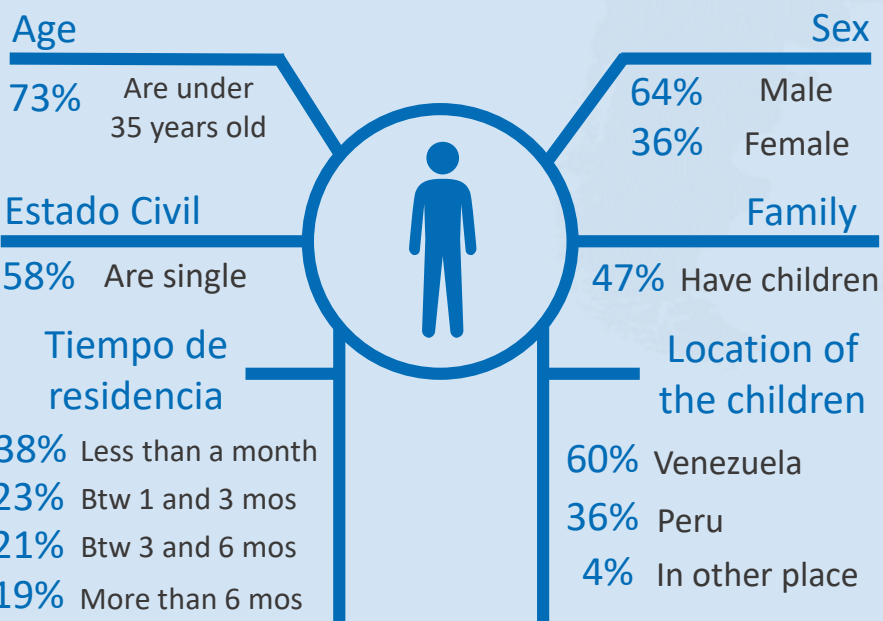 Age
73% Are under
35 years old
Estado Civil
58% Are single
Tiempo de
residencia
38% Less than a month
23% Btw 1 and 3 mos
21% Btw 3 and 6 mos
19% More than 6 mos
Sex
64% Male
36% Female
Family
47% Have children
Location of
the children
60% Venezuela
36% Peru
4% In other place